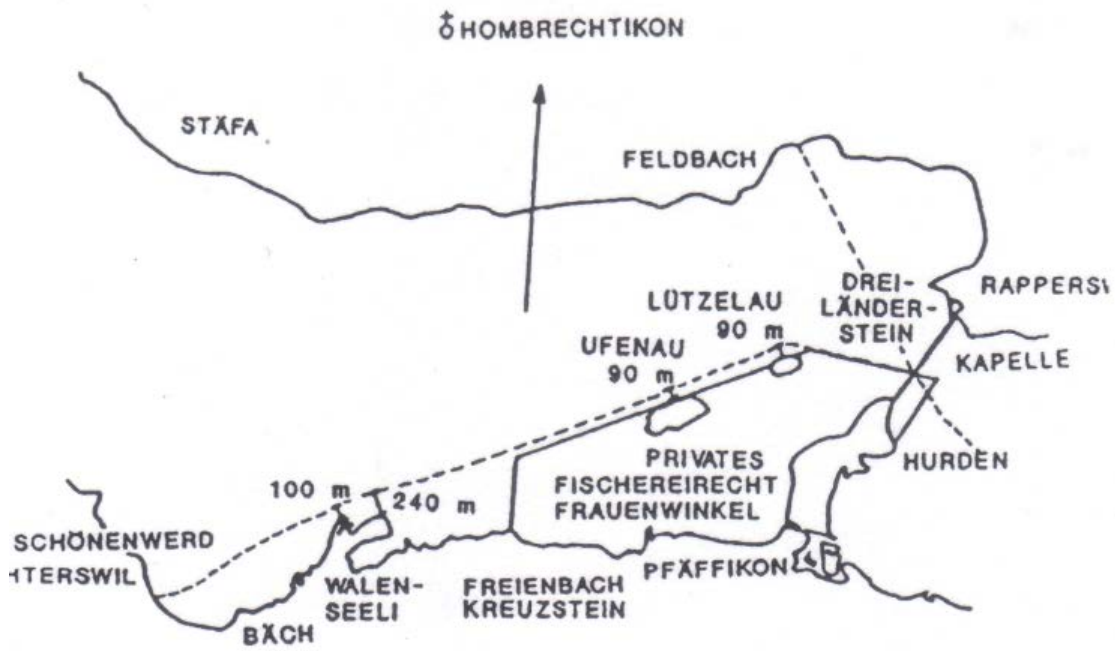 HOMBRECHTIKON
STÄFA
FELDBACH
DREI-
LÄNDER-
STEIN
RAPPERS
LÜTZELAU
90 m
KAPELLE
UFENAU
90 m
HURDEN
PRIVATES
FISCHEREIRECHT
FRAUENWINKEL
100 m
240 m
SCHÖNENWERD
TERSWIL
WALEN-
SEELI
FREIENBACH
KREUZSTEIN
PFÄFFIKON
BÄCH